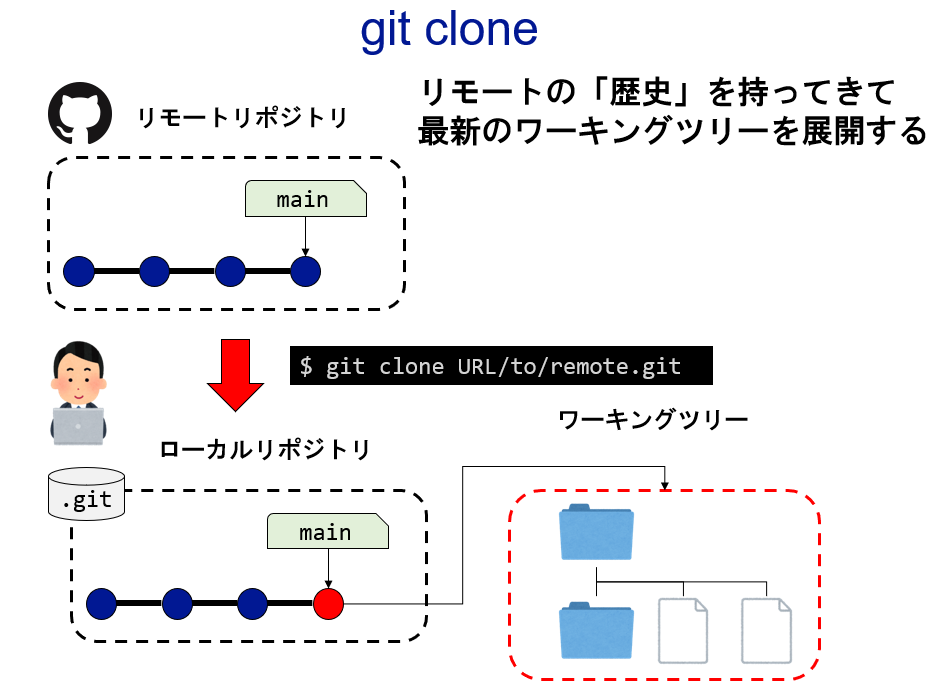 git clone
リモートの「歴史」を持ってきて
最新のワーキングツリーを展開する
リモートリポジトリ
main
$ git clone URL/to/remote.git
ワーキングツリー
ローカルリポジトリ
.git
main